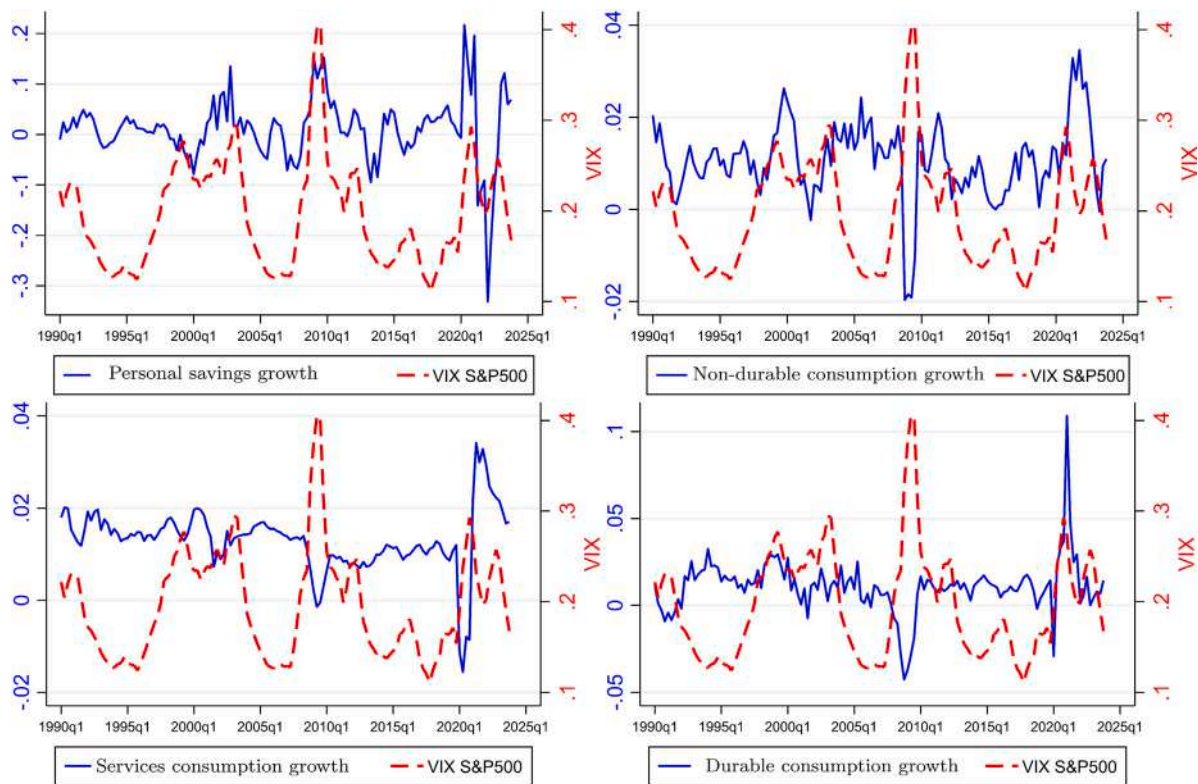 .2
.1
0
-.1
-.2
-.3
.4
.3
.2
.1
VIX
1990q1 1995q1 2000q1 2005q1 2010q1 2015q1 2020q1 2025q1
Personal savings growth VIX S&P500
.04
.02
0
-.02
.4
.3
.2
.1
VIX
1990q1 1995q1 2000q1 2005q1 2010q1 2015q1 2020q1 2025q1
Non-durable consumption growth VIX S&P500
.04
.02
0
-.02
.4
.3
.2
.1
VIX
1990q1 1995q1 2000q1 2005q1 2010q1 2015q1 2020q1 2025q1
Services consumption growth VIX S&P500
.1
.05
0
-.05
.4
.3
.2
.1
VIX
1990q1 1995q1 2000q1 2005q1 2010q1 2015q1 2020q1 2025q1
Durable consumption growth VIX S&P500